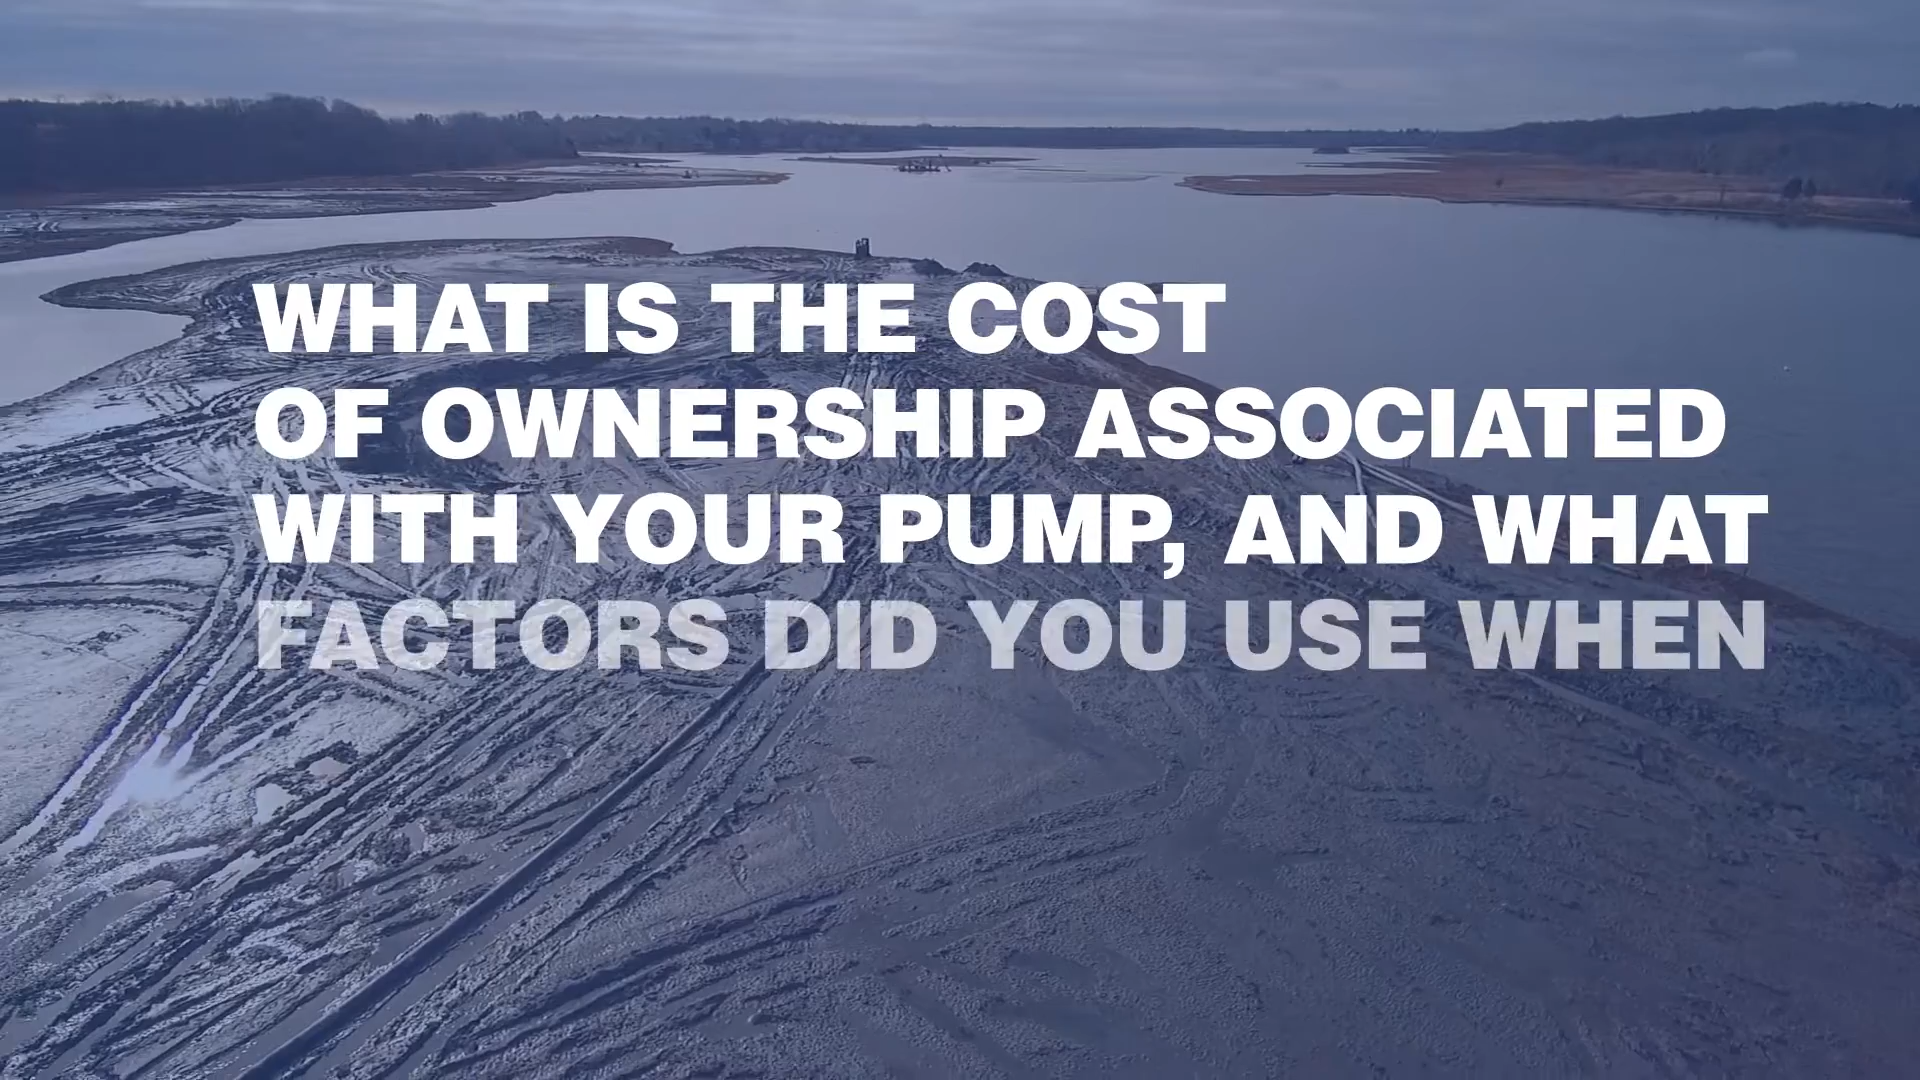 WHAT IS THE COST
OF OWNERSHIP ASSOCIATED
WITH YOUR PUMP, AND WHAT
FACTORS DID YOU USE WHEN